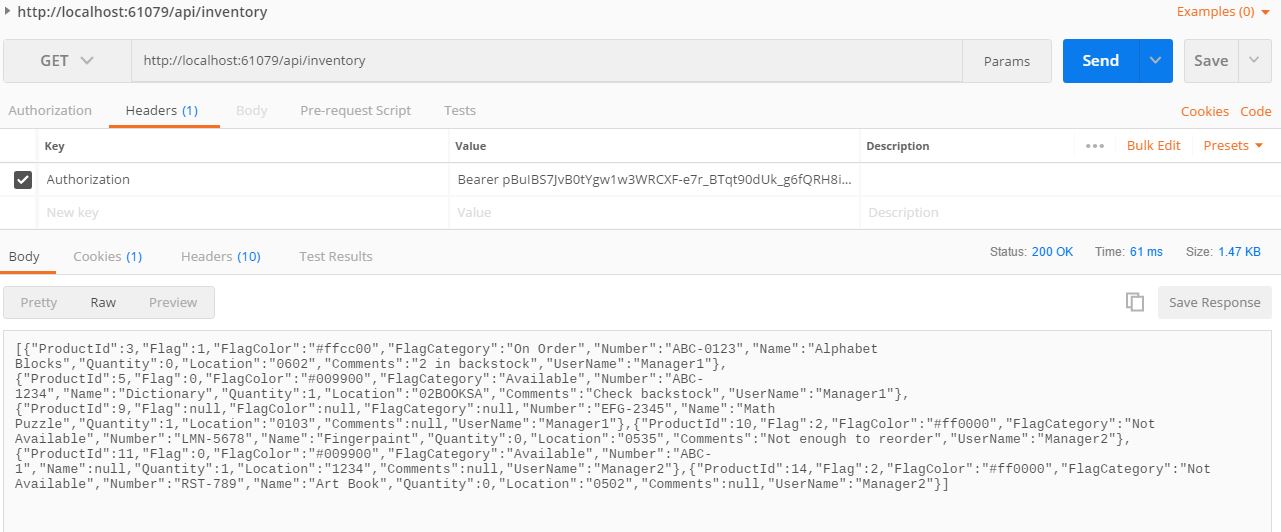 http://localhost:61079/api/inventory Examples (0)
GET http://localhost:61079/api/inventory Params Send Save
Authorization Headers (1) Body Pre-request Script Tests Cookies Code
Key Value Description ••• Bulk Edit Presets
Authorization Bearer pBuIBS7JvB0tYgw1w3WRCXF-e7r_BTqt90dUk_g6fQRH8i...
New key Value Description
Body Cookies (1) Headers (10) Test Results Status: 200 OK Time: 61 ms Size: 1.47 KB
Pretty Raw Preview Save Response
[{"ProductId":3,"Flag":1,"FlagColor":"#ffcc00","FlagCategory":"On Order","Number":"ABC-0123","Name":"Alphabet
Blocks","Quantity":0,"Location":"0602","Comments":"2 in backstock","UserName":"Manager1"},
{"ProductId":5,"Flag":0,"FlagColor":"#009900","FlagCategory":"Available","Number":"ABC-
1234","Name":"Dictionary","Quantity":1,"Location":"02BOOKSA","Comments":"Check backstock","UserName":"Manager1"},
{"ProductId":9,"Flag":null,"FlagColor":null,"FlagCategory":null,"Number":"EFG-2345","Name":"Math
Puzzle","Quantity":1,"Location":"0103","Comments":null,"UserName":"Manager1"},{"ProductId":10,"Flag":2,"FlagColor":"#ff0000","FlagCategory":"Not
Available","Number":"LMN-5678","Name":"Fingerpaint","Quantity":0,"Location":"0535","Comments":"Not enough to reorder","UserName":"Manager2"},
{"ProductId":11,"Flag":0,"FlagColor":"#009900","FlagCategory":"Available","Number":"ABC-
1","Name":null,"Quantity":1,"Location":"1234","Comments":null,"UserName":"Manager2"},{"ProductId":14,"Flag":2,"FlagColor":"#ff0000","FlagCategory":"Not
Available","Number":"RST-789","Name":"Art Book","Quantity":0,"Location":"0502","Comments":null,"UserName":"Manager2"}]